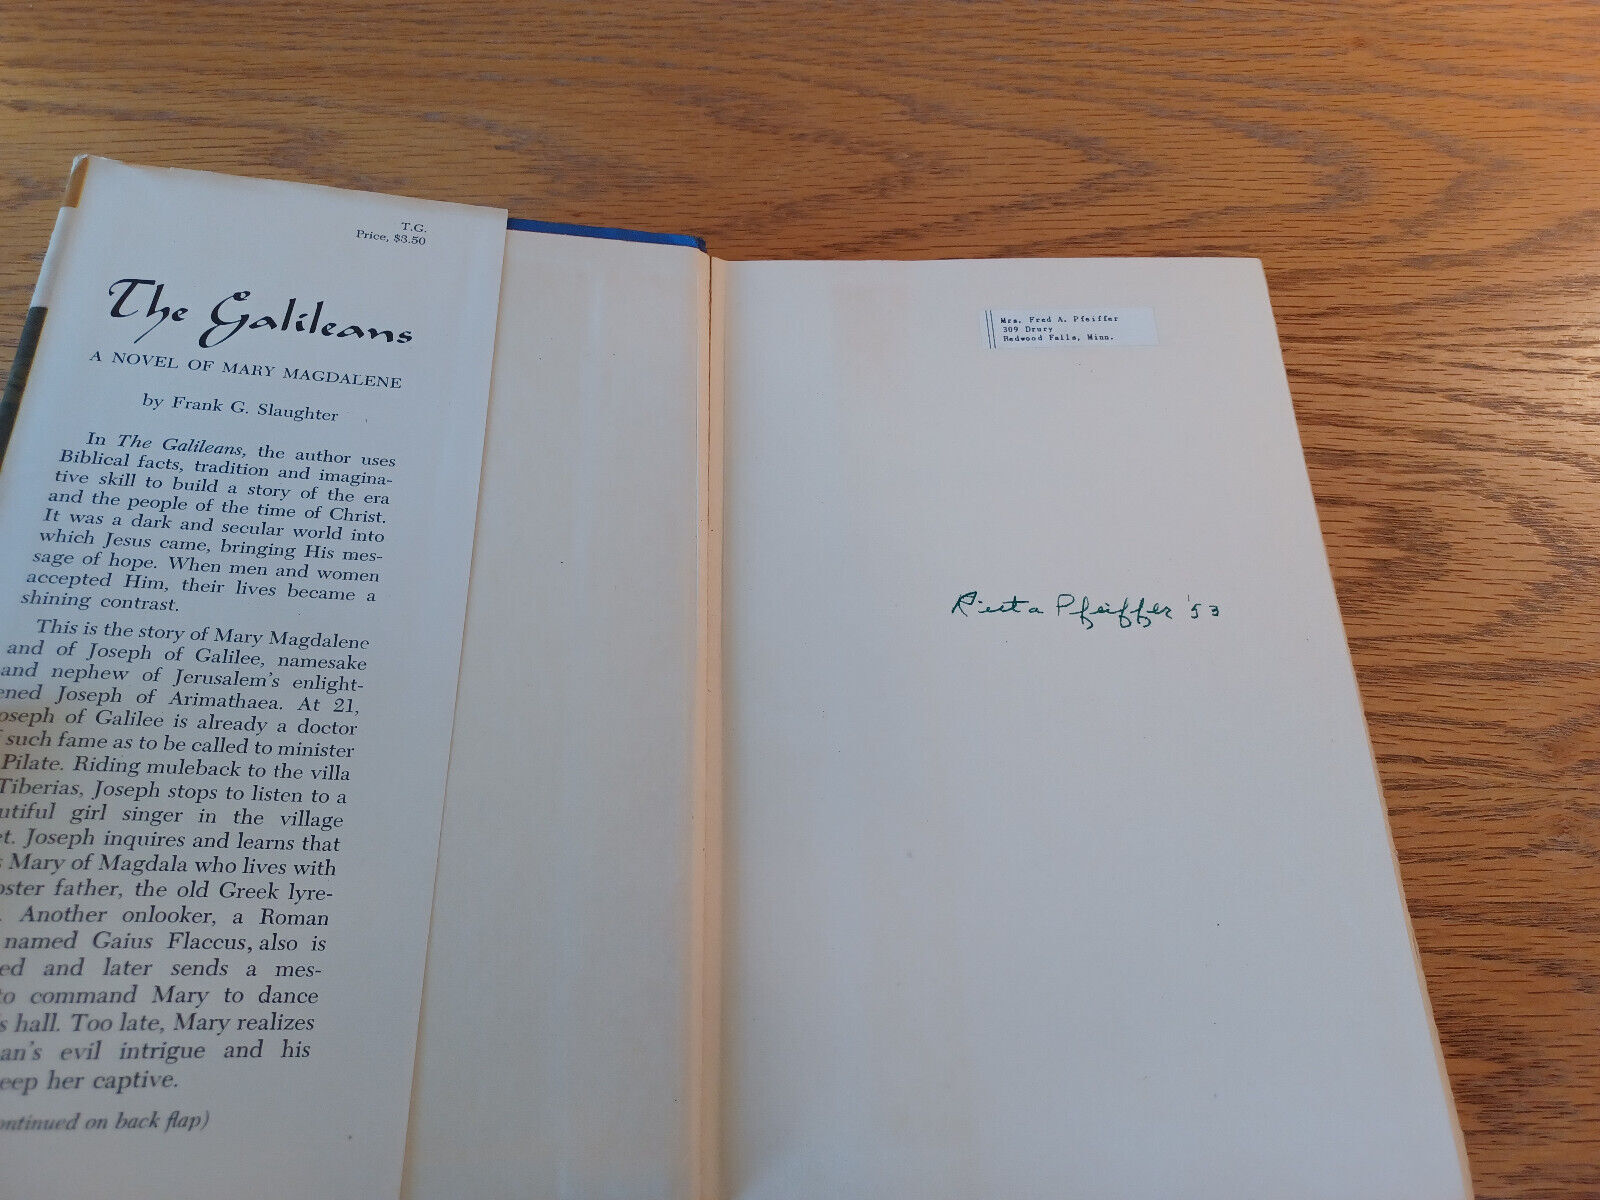 T.G.
Price, $3.50
The Galileans
A NOVEL OF MARY MAGDALENE
by Frank G. Slaughter
In The Galileans, the author uses
Biblical facts, tradition and imagina-
tive skill to build a story of the era
and the people of the time of Christ.
It was a dark and secular world into
which Jesus came, bringing His mes-
sage of hope. When men and women
accepted Him, their lives became a
shining contrast.
This is the story of Mary Magdalene
and of Joseph of Galilee, namesake
and nephew of Jerusalem's enlight-
ened Joseph of Arimathaea. At 21,
oseph of Galilee is already a doctor
such fame as to be called to minister
Pilate. Riding muleback to the villa
Tiberias, Joseph stops to listen to a
utiful girl singer in the village
et. Joseph inquires and learns that
s Mary of Magdala who lives with
oster father, the old Greek lyre-
. Another onlooker, a Roman
named Gaius Flaccus, also is
ed and later sends a mes-
to command Mary to dance
s hall. Too late, Mary realizes
an's evil intrigue and his
eep her captive.
ontinued on back flap)
Mrs. Fred A. Pfeiffer
309 Drury
Redwood Falls, Minn.
Pfeiffer '53